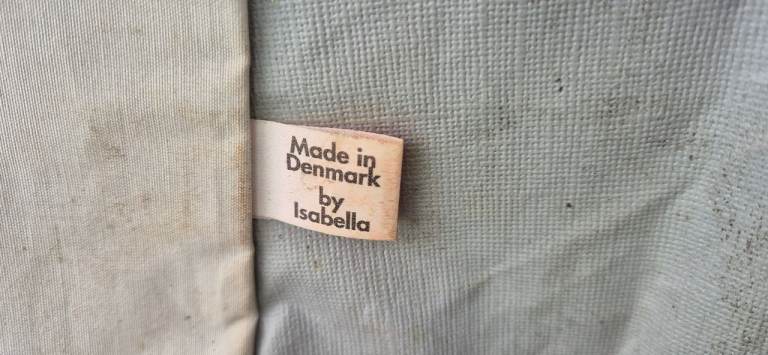 Made in
Denmark
by
Isabella